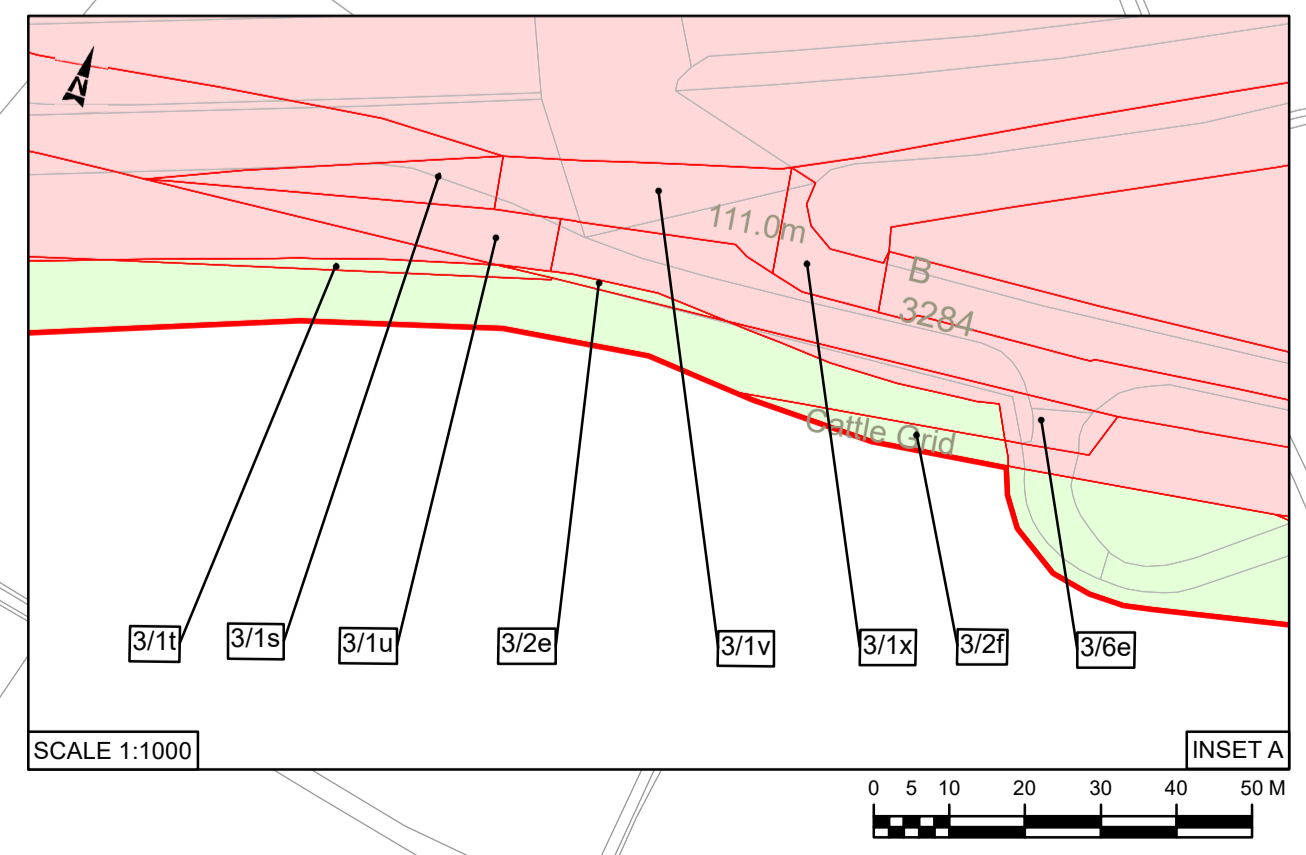 N
111.0m
B
3284
Cattle Grid
3/1t
3/1s
3/1u
3/2e
3/1v
3/1x
3/2f
3/6e
SCALE 1:1000
INSET A
0 5 10 20 30 40 50 M